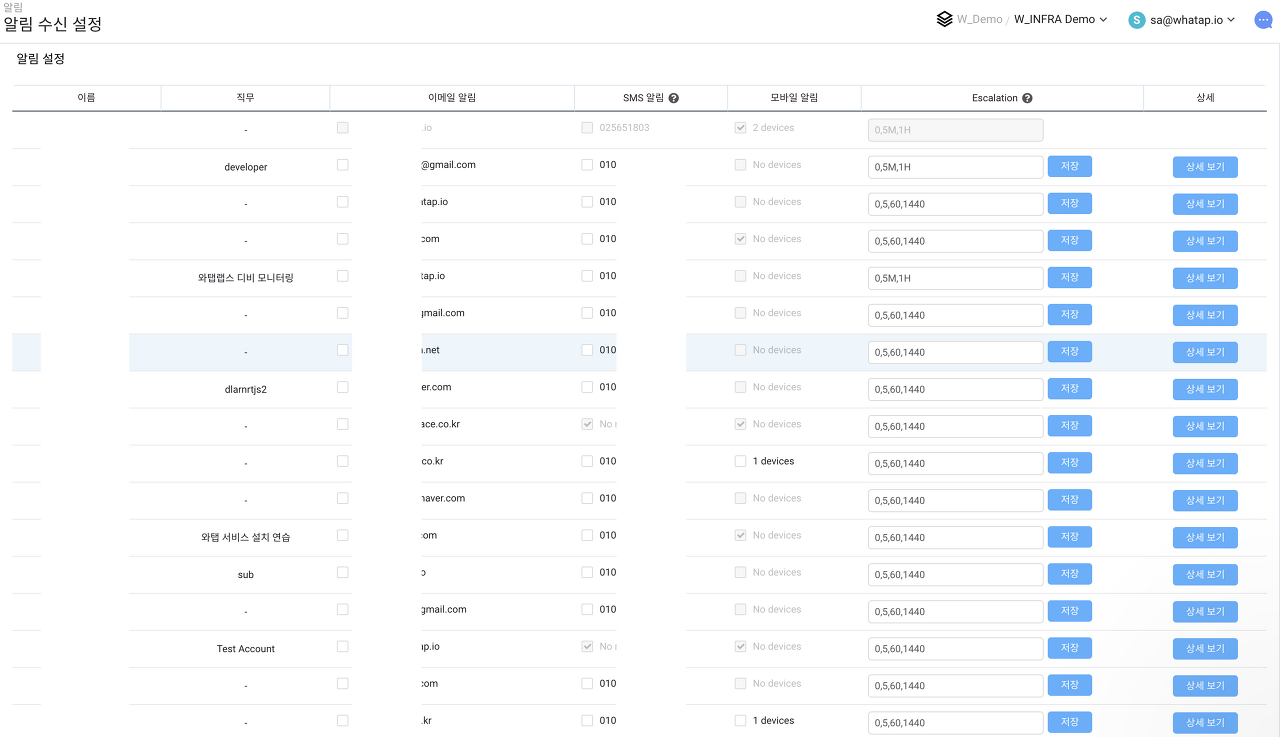 알림
알림 수신 설정
W_Demo / W_INFRA Demo
S sa@whatap.io
알림 설정
이름 직무 이메일 알림 SMS 알림 ? 모바일 알림 Escalation ? 상세
- .io 025651803 2 devices 0,5M,1H
developer @gmail.com 010 No devices 0,5M,1H 저장 상세 보기
- tap.io 010 No devices 0,5,60,1440 저장 상세 보기
- com 010 No devices 0,5,60,1440 저장 상세 보기
와탭랩스 디비 모니터링 tap.io 010 No devices 0,5M,1H 저장 상세 보기
- gmail.com 010 No devices 0,5,60,1440 저장 상세 보기
- .net 010 No devices 0,5,60,1440 저장 상세 보기
dlarnrtjs2 er.com 010 No devices 0,5,60,1440 저장 상세 보기
- ace.co.kr No No devices 0,5,60,1440 저장 상세 보기
- co.kr 010 1 devices 0,5,60,1440 저장 상세 보기
- naver.com 010 No devices 0,5,60,1440 저장 상세 보기
와탭 서비스 설치 연습 om 010 No devices 0,5,60,1440 저장 상세 보기
sub o 010 No devices 0,5,60,1440 저장 상세 보기
- gmail.com 010 No devices 0,5,60,1440 저장 상세 보기
Test Account p.io No No devices 0,5,60,1440 저장 상세 보기
- com 010 No devices 0,5,60,1440 저장 상세 보기
- .kr 010 1 devices 0,5,60,1440 저장 상세 보기